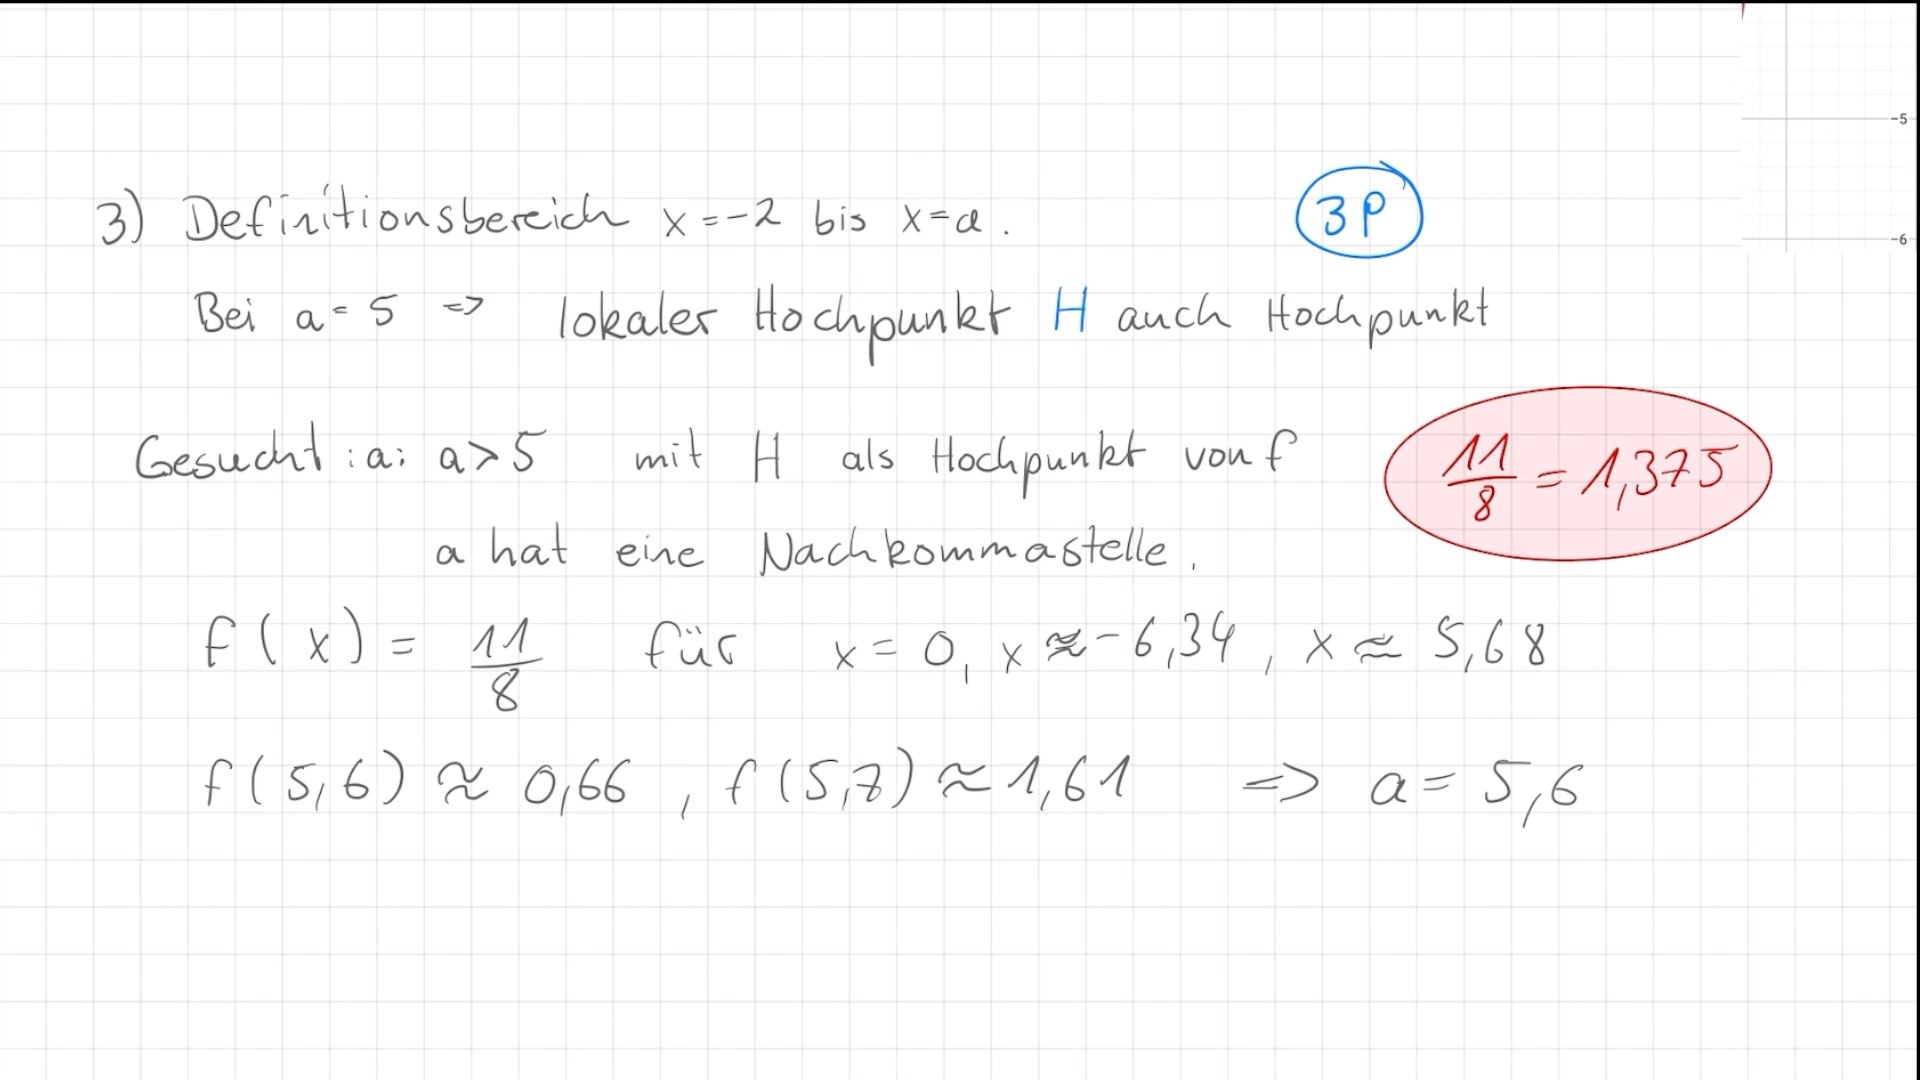 -5
3) Definitionsbereich x=-2 bis x=a. 3P
-6
Bei a=5 => lokaler Hochpunkt H auch Hochpunkt
Gesucht: a: a>5 mit H als Hochpunkt von f
11/8 = 1,375
a hat eine Nachkommastelle.
f(x) = 11/8 für x=0, x≈-6,34, x≈5,68
f(5,6)≈0,66, f(5,7)≈1,61 => a=5,6